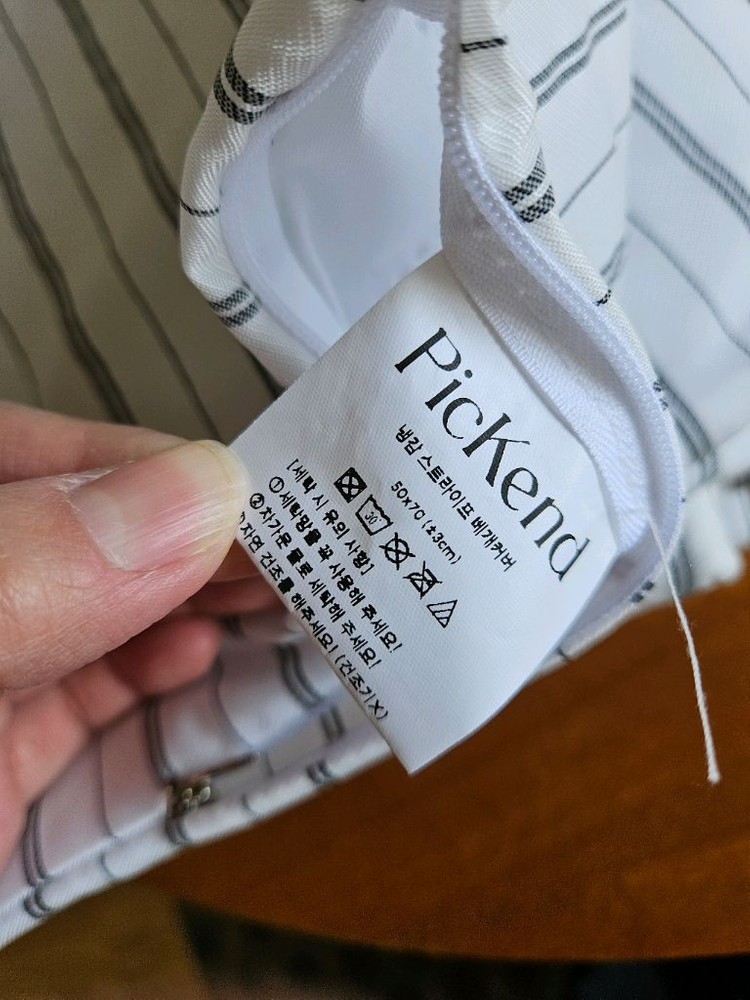 PicKend
냉감 스트라이프 베개커버
50x70 (±3cm)
30
[세탁 시 유의 사항]
①세탁망을 꼭 사용해 주세요!
②차가운 물로 세탁해 주세요!
자연 건조를 해주세요! (건조기X)